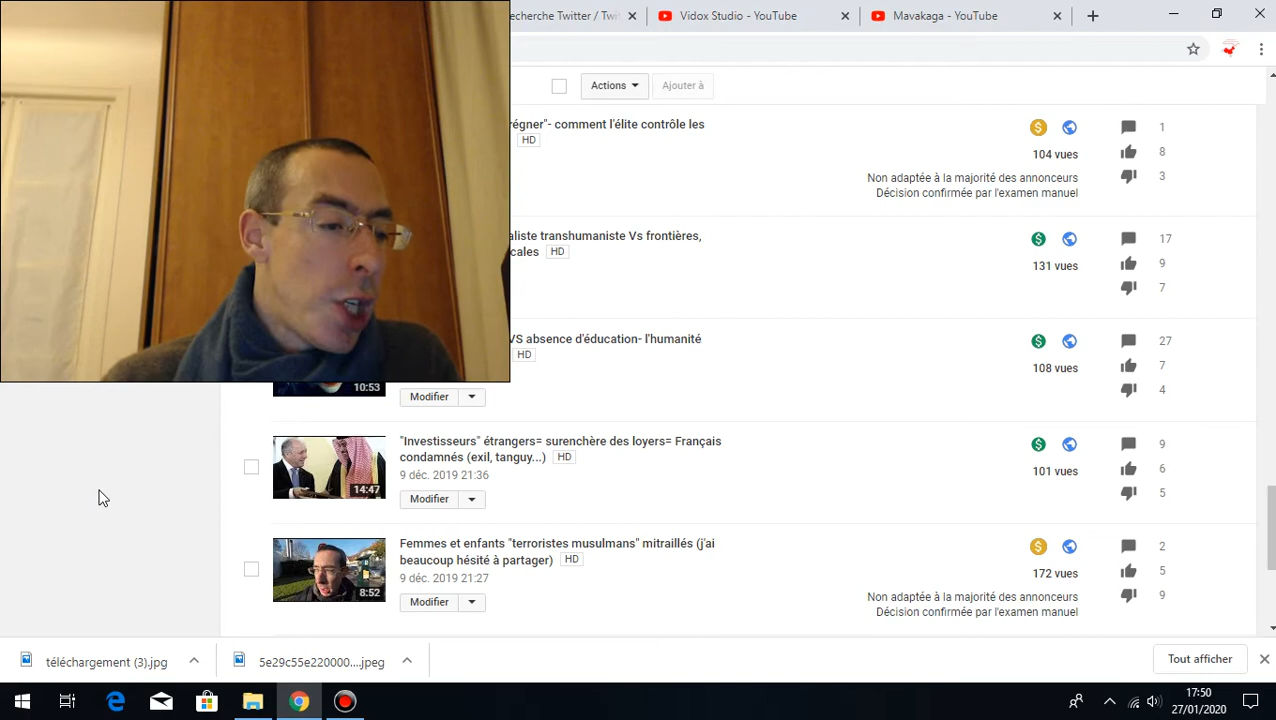 echerche Twitter / Twi
Vidox Studio - YouTube
Mavakaga - YouTube
Actions
Ajouter à
régner"- comment l'élite contrôle les
HD
104 vues
1
8
3
Non adaptée à la majorité des annonceurs
Décision confirmée par l'examen manuel
aliste transhumaniste Vs frontières,
cales HD
131 vues
17
9
7
VS absence d'éducation- l'humanité
HD
108 vues
27
7
4
10:53
Modifier
"Investisseurs" étrangers= surenchère des loyers= Français
condamnés (exil, tanguy...) HD
9 déc. 2019 21:36
14:47
Modifier
101 vues
9
6
5
Femmes et enfants "terroristes musulmans" mitraillés (j'ai
beaucoup hésité à partager) HD
9 déc. 2019 21:27
8:52
Modifier
172 vues
2
5
9
Non adaptée à la majorité des annonceurs
Décision confirmée par l'examen manuel
téléchargement (3).jpg
5e29c55e220000....jpeg
Tout afficher
17:50
27/01/2020